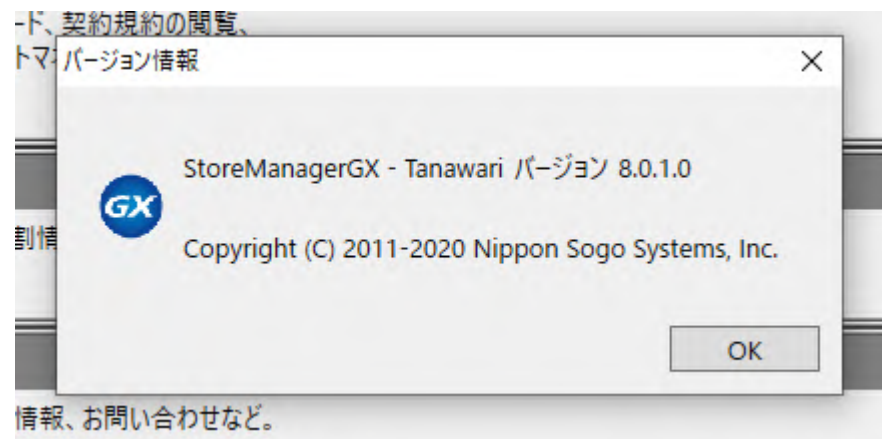 ード、契約規約の閲覧、
トマネ
バージョン情報
StoreManagerGX - Tanawari バージョン 8.0.1.0
GX
割情
Copyright (C) 2011-2020 Nippon Sogo Systems, Inc.
OK
情報、お問い合わせなど。